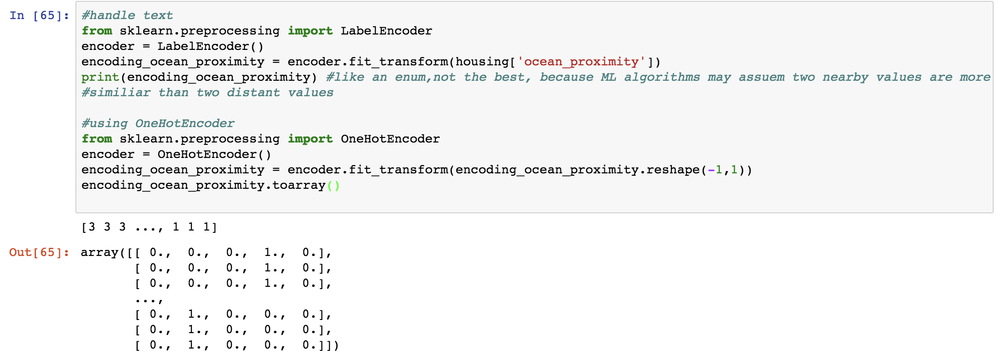 In [65]: #handle text
from sklearn.preprocessing import LabelEncoder
encoder = LabelEncoder()
encoding_ocean_proximity = encoder.fit_transform(housing['ocean_proximity'])
print(encoding_ocean_proximity) #like an enum,not the best, because ML algorithms may assuem two nearby values are more
#similiar than two distant values
#using OneHotEncoder
from sklearn.preprocessing import OneHotEncoder
encoder = OneHotEncoder()
encoding_ocean_proximity = encoder.fit_transform(encoding_ocean_proximity.reshape(-1,1))
encoding_ocean_proximity.toarray()
[3 3 3 ..., 1 1 1]
Out[65]: array([[ 0., 0., 0., 1., 0.],
[ 0., 0., 0., 1., 0.],
[ 0., 0., 0., 1., 0.],
...,
[ 0., 1., 0., 0., 0.],
[ 0., 1., 0., 0., 0.],
[ 0., 1., 0., 0., 0.]])